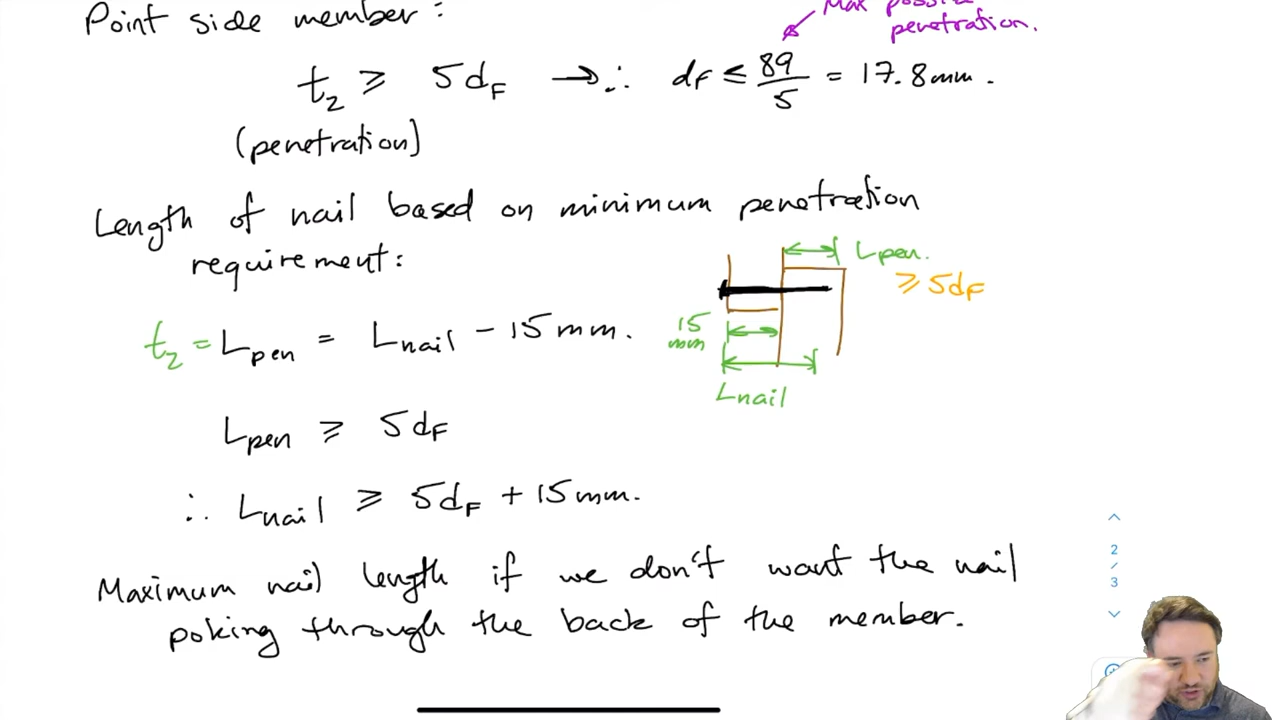 Max possible
penetration.
Point side member:
t₂ ≥ 5dF → ∴ dF ≤ 89/5 = 17.8mm.
(penetration)
Length of nail based on minimum penetration
requirement:
Lpen.
≥ 5dF
t₂ = Lpen = Lnail - 15mm.
15
mm
Lnail
Lpen ≥ 5dF
∴ Lnail ≥ 5dF + 15mm.
Maximum nail length if we don't want the nail
poking through the back of the member.
2
/
3